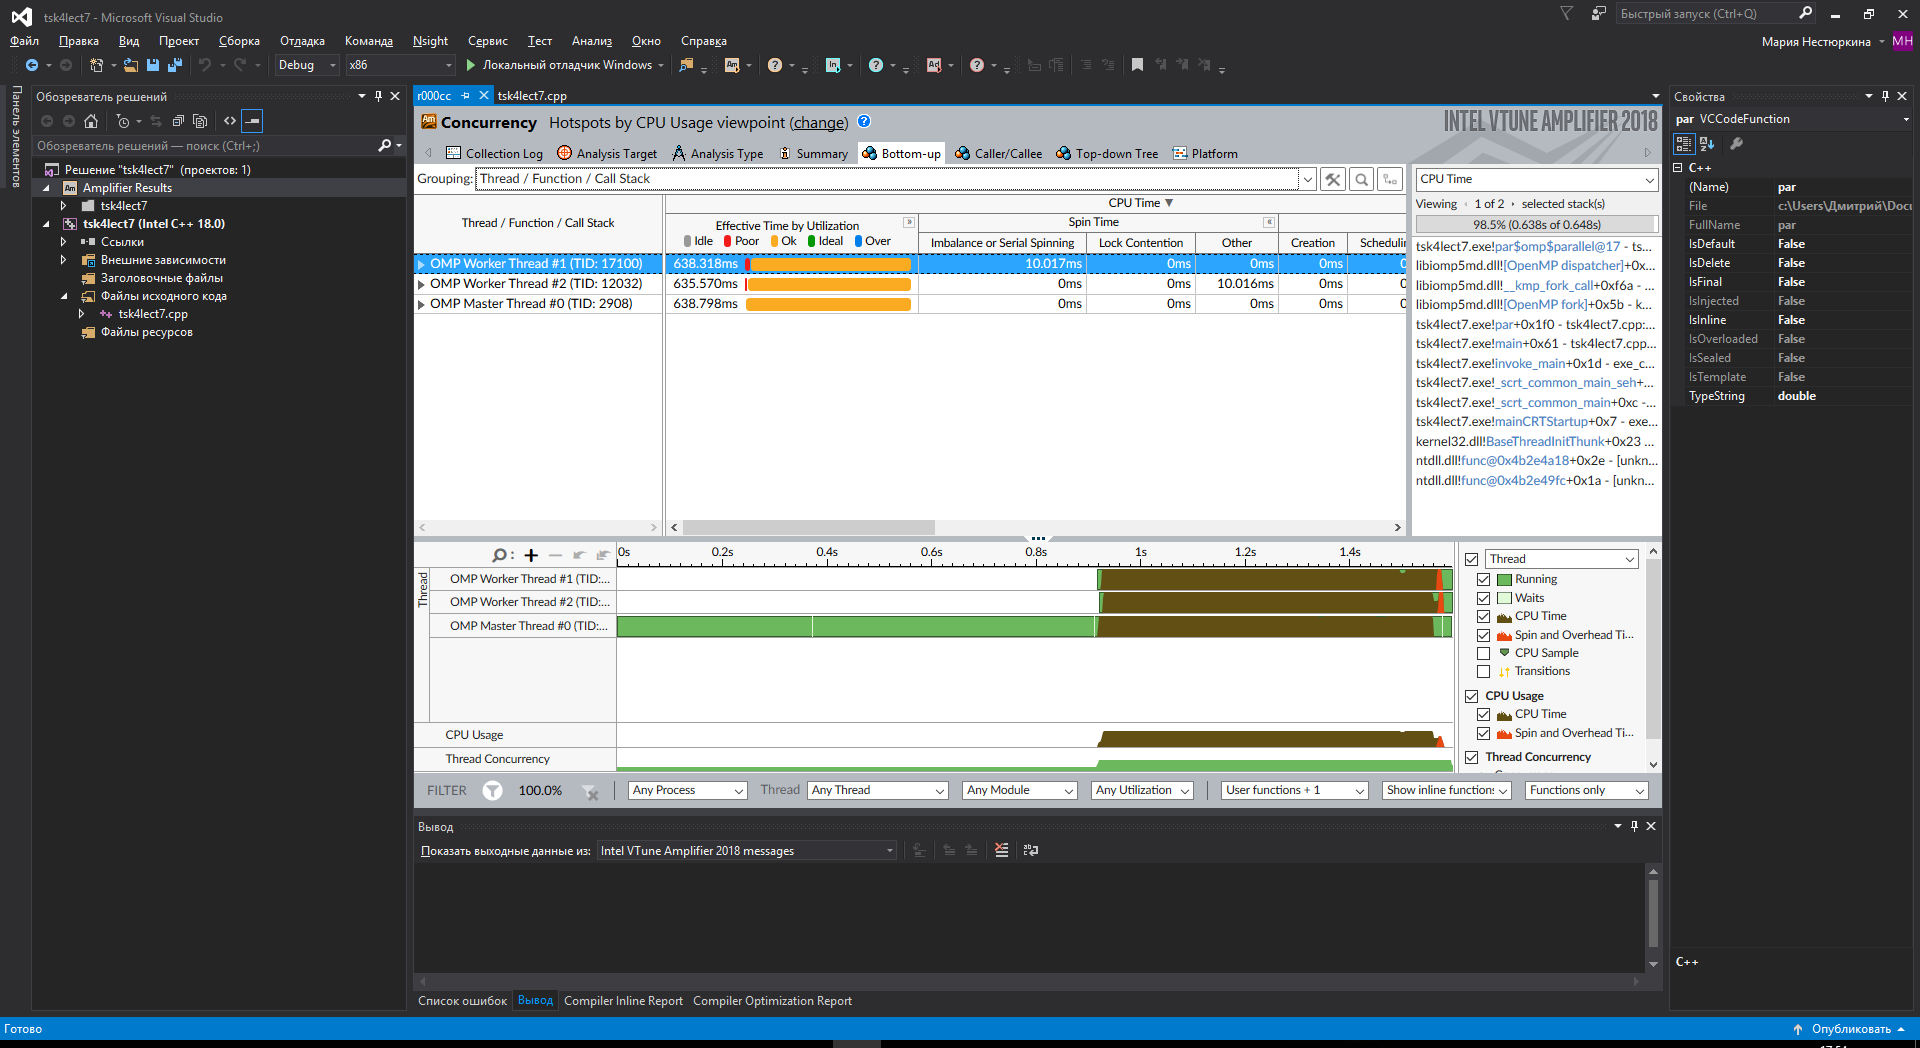 tsk4lect7 - Microsoft Visual Studio
Быстрый запуск (Ctrl+Q)
Файл Правка Вид Проект Сборка Отладка Команда Nsight Сервис Тест Анализ Окно Справка
Мария Нестюркина MH
Debug x86 Локальный отладчик Windows
Панель элементов
Обозреватель решений
Обозреватель решений — поиск (Ctrl+;)
Решение "tsk4lect7" (проектов: 1)
Amplifier Results
tsk4lect7
tsk4lect7 (Intel C++ 18.0)
Ссылки
Внешние зависимости
Заголовочные файлы
Файлы исходного кода
tsk4lect7.cpp
Файлы ресурсов
r000cc tsk4lect7.cpp
Concurrency Hotspots by CPU Usage viewpoint (change)
INTEL VTUNE AMPLIFIER 2018
Collection Log Analysis Target Analysis Type Summary Bottom-up Caller/Callee Top-down Tree Platform
Grouping: Thread / Function / Call Stack
Thread / Function / Call Stack
CPU Time
Effective Time by Utilization
Idle Poor Ok Ideal Over
Spin Time
Imbalance or Serial Spinning Lock Contention Other Creation Scheduli
OMP Worker Thread #1 (TID: 17100) 638.318ms 10.017ms 0ms 0ms 0ms
OMP Worker Thread #2 (TID: 12032) 635.570ms 0ms 0ms 10.016ms 0ms
OMP Master Thread #0 (TID: 2908) 638.798ms 0ms 0ms 0ms 0ms
CPU Time
Viewing 1 of 2 selected stack(s)
98.5% (0.638s of 0.648s)
tsk4lect7.exe!par$omp$parallel@17 - ts...
libiomp5md.dll![OpenMP dispatcher]+0x...
libiomp5md.dll!__kmp_fork_call+0xf6a - ...
libiomp5md.dll![OpenMP fork]+0x5b - k...
tsk4lect7.exe!par+0x1f0 - tsk4lect7.cpp:...
tsk4lect7.exe!main+0x61 - tsk4lect7.cpp...
tsk4lect7.exe!invoke_main+0x1d - exe_c...
tsk4lect7.exe!_scrt_common_main_seh+...
tsk4lect7.exe!_scrt_common_main+0xc -...
tsk4lect7.exe!mainCRTStartup+0x7 - exe...
kernel32.dll!BaseThreadInitThunk+0x23 ...
ntdll.dll!func@0x4b2e4a18+0x2e - [unkn...
ntdll.dll!func@0x4b2e49fc+0x1a - [unkn...
0s 0.2s 0.4s 0.6s 0.8s 1s 1.2s 1.4s
Thread
OMP Worker Thread #1 (TID:...
OMP Worker Thread #2 (TID:...
OMP Master Thread #0 (TID:...
CPU Usage
Thread Concurrency
Thread
Running
Waits
CPU Time
Spin and Overhead Ti...
CPU Sample
Transitions
CPU Usage
CPU Time
Spin and Overhead Ti...
Thread Concurrency
FILTER 100.0% Any Process Thread Any Thread Any Module Any Utilization User functions + 1 Show inline functions Functions only
Вывод
Показать выходные данные из: Intel VTune Amplifier 2018 messages
Список ошибок Вывод Compiler Inline Report Compiler Optimization Report
Свойства
par VCCodeFunction
C++
(Name) par
File c:\Users\Дмитрий\Docu
FullName par
IsDefault False
IsDelete False
IsFinal False
IsInjected False
IsInline False
IsOverloaded False
IsSealed False
IsTemplate False
TypeString double
C++
Готово
Опубликовать